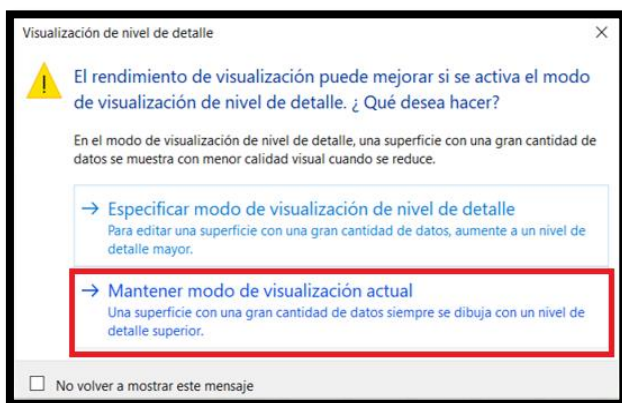 Visualización de nivel de detalle
El rendimiento de visualización puede mejorar si se activa el modo
de visualización de nivel de detalle. ¿ Qué desea hacer?
En el modo de visualización de nivel de detalle, una superficie con una gran cantidad de
datos se muestra con menor calidad visual cuando se reduce.
→ Especificar modo de visualización de nivel de detalle
Para editar una superficie con una gran cantidad de datos, aumente a un nivel de
detalle mayor.
→ Mantener modo de visualización actual
Una superficie con una gran cantidad de datos siempre se dibuja con un nivel de
detalle superior.
No volver a mostrar este mensaje